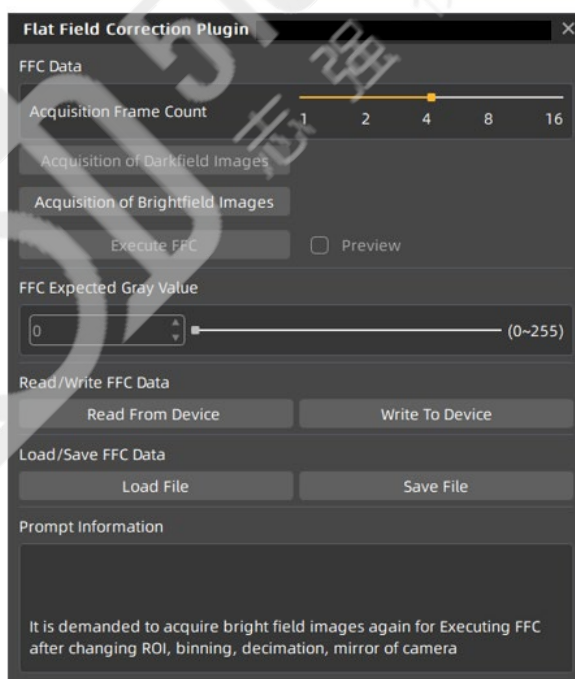 Flat Field Correction Plugin
FFC Data
Acquisition Frame Count
1 2 4 8 16
Acquisition of Darkfield Images
Acquisition of Brightfield Images
Execute FFC Preview
FFC Expected Gray Value
0 (0~255)
Read/Write FFC Data
Read From Device Write To Device
Load/Save FFC Data
Load File Save File
Prompt Information
It is demanded to acquire bright field images again for Executing FFC
after changing ROI, binning, decimation, mirror of camera
志强